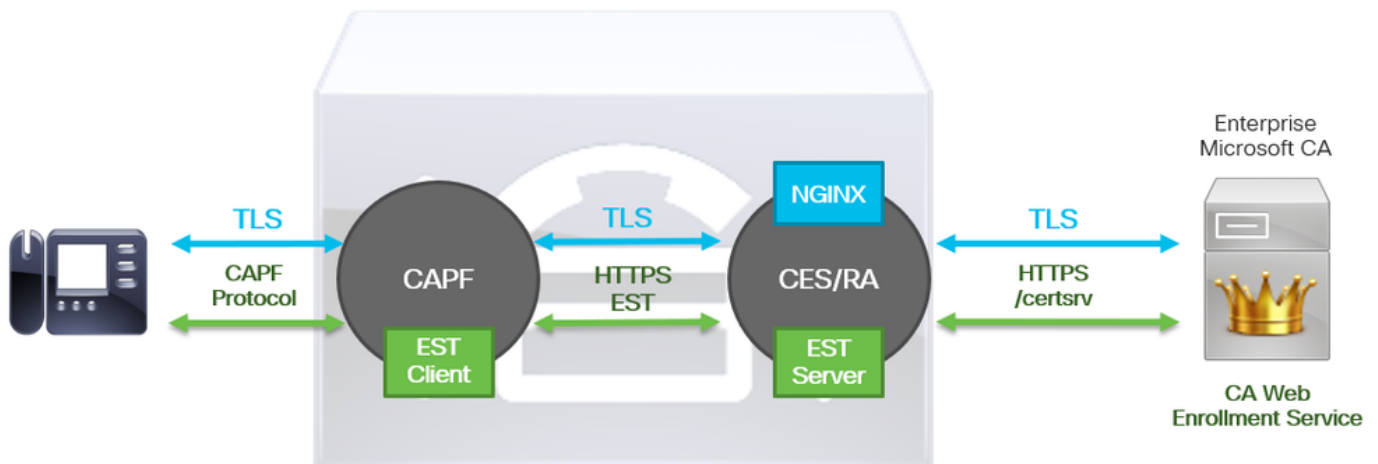 TLS
CAPF
Protocol
CAPF
EST
Client
TLS
HTTPS
EST
NGINX
CES/RA
EST
Server
TLS
HTTPS
/certsrv
Enterprise
Microsoft CA
CA Web
Enrollment Service